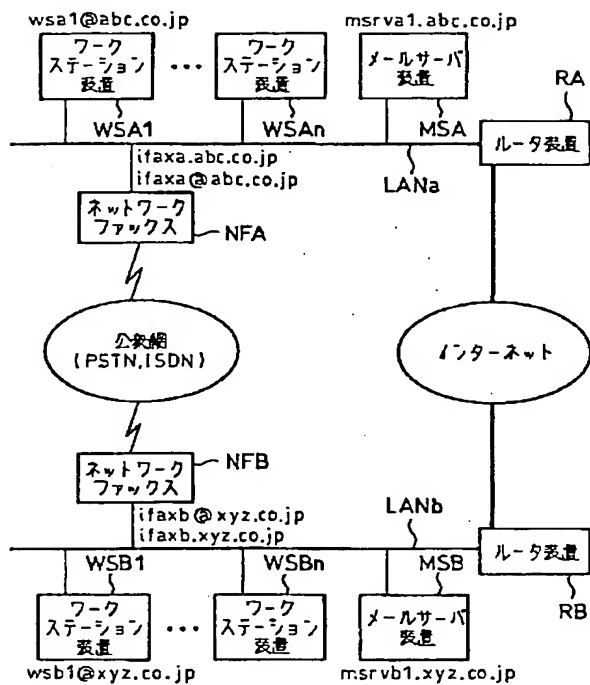 wsa1@abc.co.jp
msrva1.abc.co.jp
ワーク
ステーション
装置
・・・
ワーク
ステーション
装置
メールサーバ
装置
RA
WSA1
WSAn
MSA
ルータ装置
ifaxa.abc.co.jp
ifaxa@abc.co.jp
LANa
ネットワーク
ファックス
NFA
公衆網
(PSTN,ISDN)
インターネット
ネットワーク
ファックス
NFB
ifaxb@xyz.co.jp
ifaxb.xyz.co.jp
LANb
WSB1
WSBn
MSB
ルータ装置
RB
ワーク
ステーション
装置
・・・
ワーク
ステーション
装置
メールサーバ
装置
wsb1@xyz.co.jp
msrvb1.xyz.co.jp